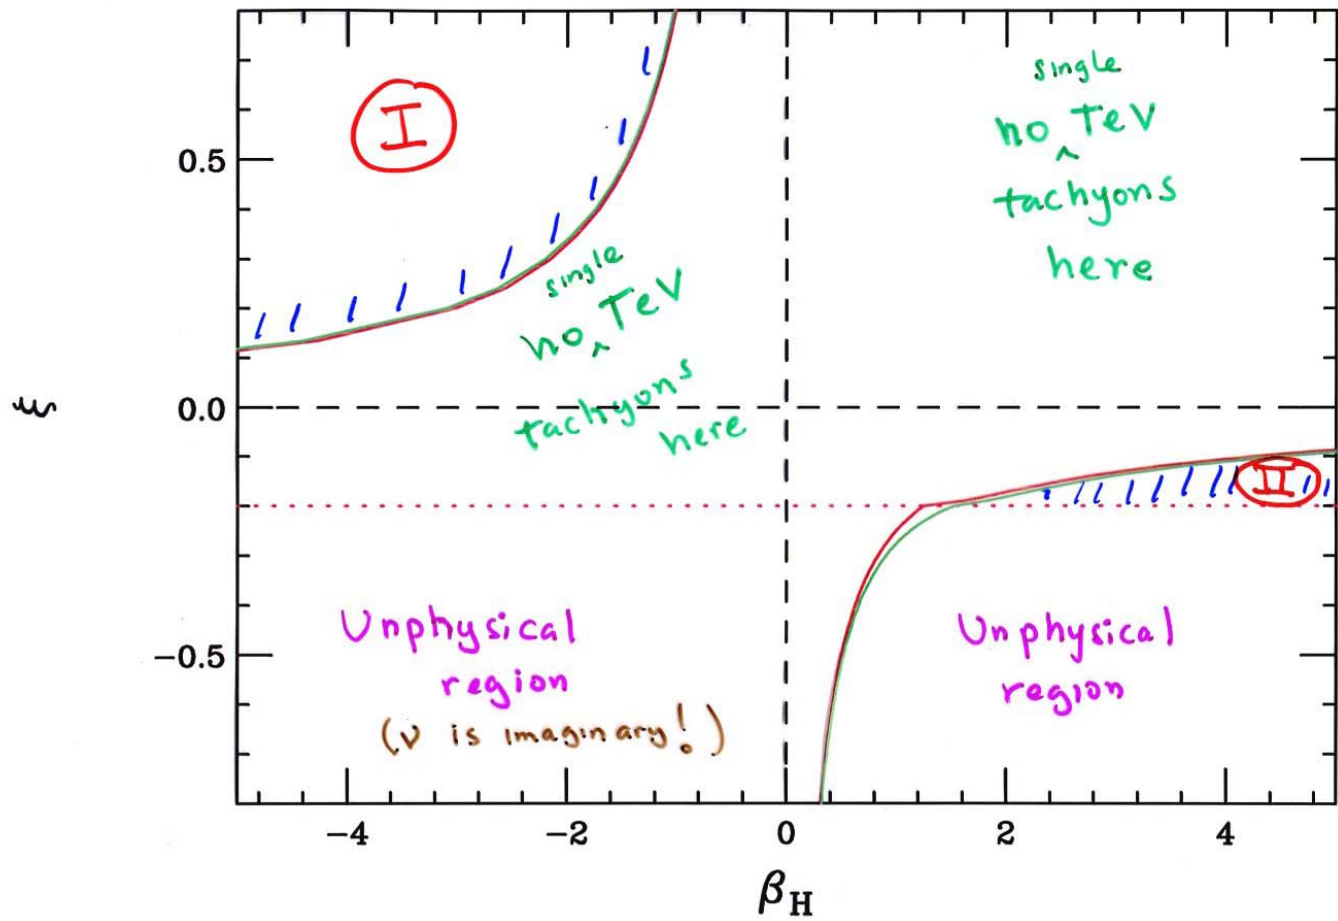 I
single
no ^ TeV
tachyons
here
0.5
single
no ^ TeV
tachyons
here
ξ
0.0
II
Unphysical
region
(ν is imaginary!)
Unphysical
region
−0.5
−4 −2 0 2 4
β_H